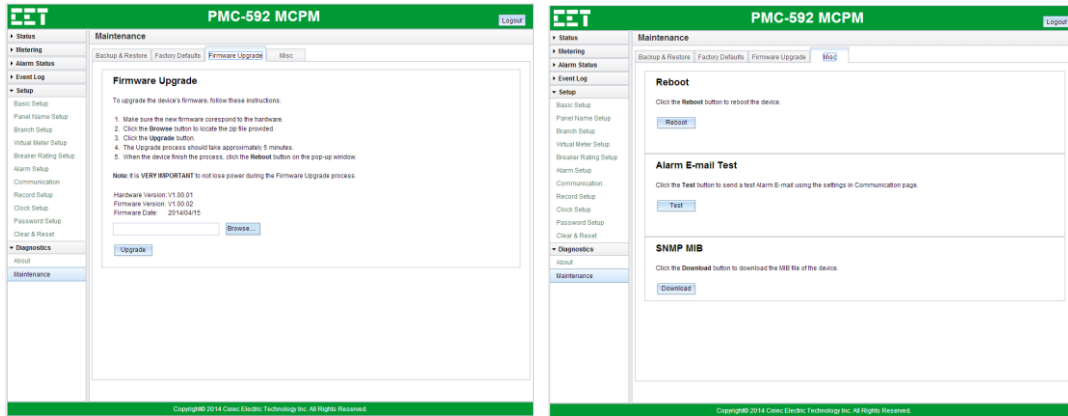 CET
PMC-592 MCPM
Logout
Status
Metering
Alarm Status
Event Log
Setup
Basic Setup
Panel Name Setup
Branch Setup
Virtual Meter Setup
Breaker Rating Setup
Alarm Setup
Communication
Record Setup
Clock Setup
Password Setup
Clear & Reset
Diagnostics
About
Maintenance
Maintenance
Backup & Restore Factory Defaults Firmware Upgrade Misc
Firmware Upgrade
To upgrade the device's firmware, follow these instructions:
1. Make sure the new firmware corespond to the hardware.
2. Click the Browse button to locate the zip file provided.
3. Click the Upgrade button.
4. The Upgrade process should take approximately 5 minutes.
5. When the device finish the process, click the Reboot button on the pop-up window.
Note: it is VERY IMPORTANT to not lose power during the Firmware Upgrade process.
Hardware Version: V1.00.01
Firmware Version: V1.00.02
Firmware Date: 2014/04/15
Browse...
Upgrade
Copyright© 2014 Ceiec Electric Technology Inc. All Rights Reserved.
CET
PMC-592 MCPM
Logout
Status
Metering
Alarm Status
Event Log
Setup
Basic Setup
Panel Name Setup
Branch Setup
Virtual Meter Setup
Breaker Rating Setup
Alarm Setup
Communication
Record Setup
Clock Setup
Password Setup
Clear & Reset
Diagnostics
About
Maintenance
Maintenance
Backup & Restore Factory Defaults Firmware Upgrade Misc
Reboot
Click the Reboot button to reboot the device.
Reboot
Alarm E-mail Test
Click the Test button to send a test Alarm E-mail using the settings in Communication page.
Test
SNMP MIB
Click the Download button to download the MIB file of the device.
Download
Copyright© 2014 Ceiec Electric Technology Inc. All Rights Reserved.